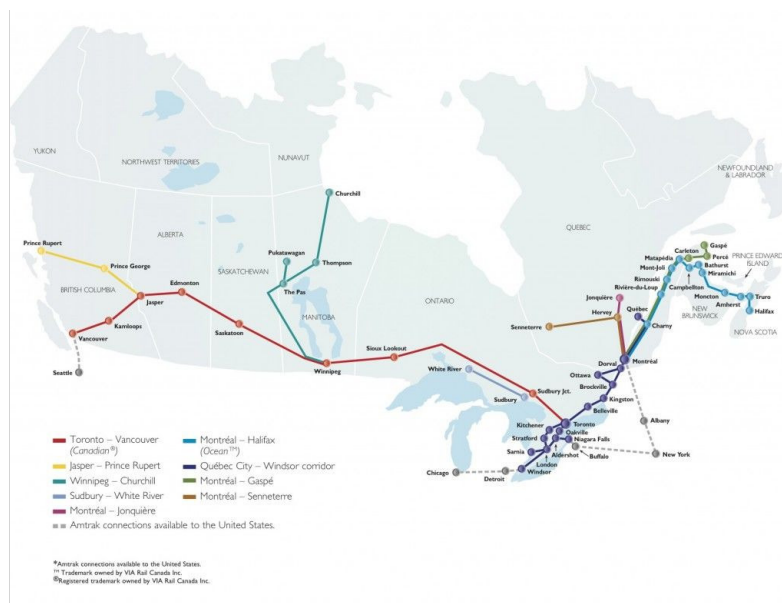 YUKON
NORTHWEST TERRITORIES
NUNAVUT
NEWFOUNDLAND
& LABRADOR
Churchill
ALBERTA
SASKATCHEWAN
QUEBEC
Prince Rupert
Prince George
Pukatawagan
Thompson
Gaspé
Carleton
Percé
Matapédia
Bathurst
PRINCE EDWARD
ISLAND
Mont-Joli
Miramichi
Rimouski
Campbellton
Rivière-du-Loup
BRITISH COLUMBIA
Edmonton
Jasper
The Pas
MANITOBA
ONTARIO
Jonquière
Moncton
Amherst
Truro
Halifax
Hervey
Québec
NEW
BRUNSWICK
NOVA SCOTIA
Kamloops
Vancouver
Saskatoon
Senneterre
Charny
Sioux Lookout
Winnipeg
Dorval
Montréal
Seattle
White River
Ottawa
Brockville
Sudbury Jct.
Sudbury
Kingston
Belleville
Kitchener
Toronto
Oakville
Albany
Stratford
Niagara Falls
Sarnia
Aldershot
Buffalo
New York
London
Chicago
Detroit
Windsor
Toronto – Vancouver
(Canadian®)
Jasper – Prince Rupert
Winnipeg – Churchill
Sudbury – White River
Montréal – Jonquière
Montréal – Halifax
(Ocean™)
Québec City – Windsor corridor
Montréal – Gaspé
Montréal – Senneterre
Amtrak connections available to the United States.
*Amtrak connections available to the United States.
™ Trademark owned by VIA Rail Canada Inc.
®Registered trademark owned by VIA Rail Canada Inc.